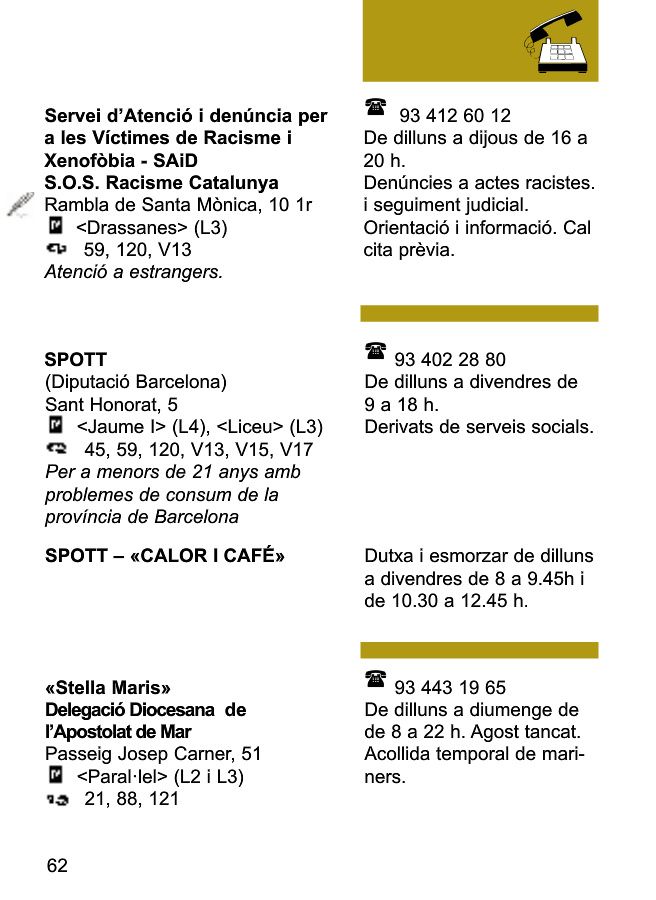 Servei d'Atenció i denúncia per
a les Víctimes de Racisme i
Xenofòbia - SAiD
S.O.S. Racisme Catalunya
Rambla de Santa Mònica, 10 1r
<Drassanes> (L3)
59, 120, V13
Atenció a estrangers.
93 412 60 12
De dilluns a dijous de 16 a
20 h.
Denúncies a actes racistes.
i seguiment judicial.
Orientació i informació. Cal
cita prèvia.
SPOTT
(Diputació Barcelona)
Sant Honorat, 5
<Jaume I> (L4), <Liceu> (L3)
45, 59, 120, V13, V15, V17
Per a menors de 21 anys amb
problemes de consum de la
província de Barcelona
93 402 28 80
De dilluns a divendres de
9 a 18 h.
Derivats de serveis socials.
SPOTT – «CALOR I CAFÉ»
Dutxa i esmorzar de dilluns
a divendres de 8 a 9.45h i
de 10.30 a 12.45 h.
«Stella Maris»
Delegació Diocesana de
l'Apostolat de Mar
Passeig Josep Carner, 51
<Paral·lel> (L2 i L3)
21, 88, 121
93 443 19 65
De dilluns a diumenge de
de 8 a 22 h. Agost tancat.
Acollida temporal de mari-
ners.
62